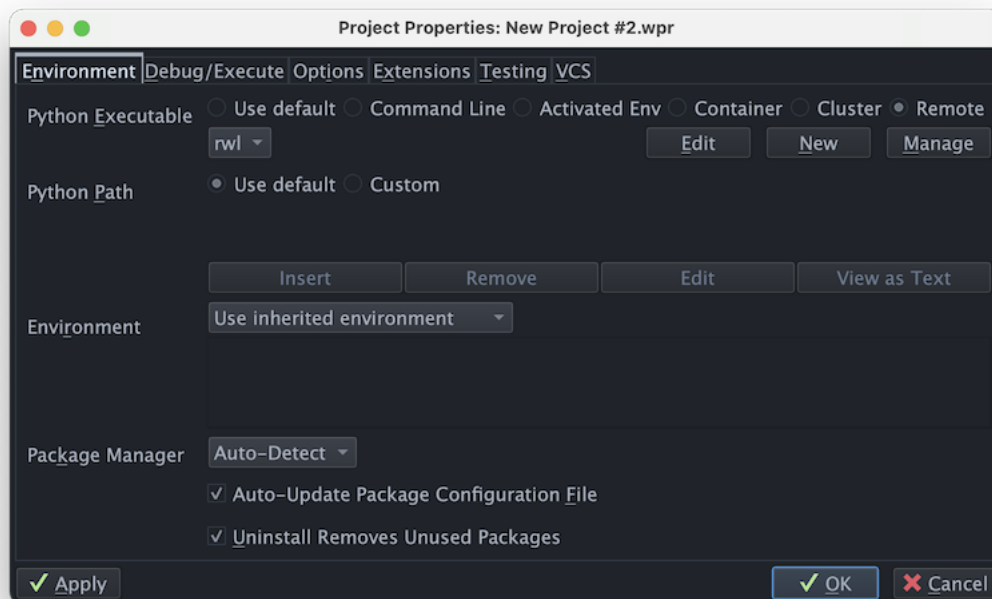 Project Properties: New Project #2.wpr
Environment Debug/Execute Options Extensions Testing VCS
Python Executable Use default Command Line Activated Env Container Cluster Remote
rwl Edit New Manage
Python Path Use default Custom
Insert Remove Edit View as Text
Environment Use inherited environment
Package Manager Auto-Detect
Auto-Update Package Configuration File
Uninstall Removes Unused Packages
Apply OK Cancel